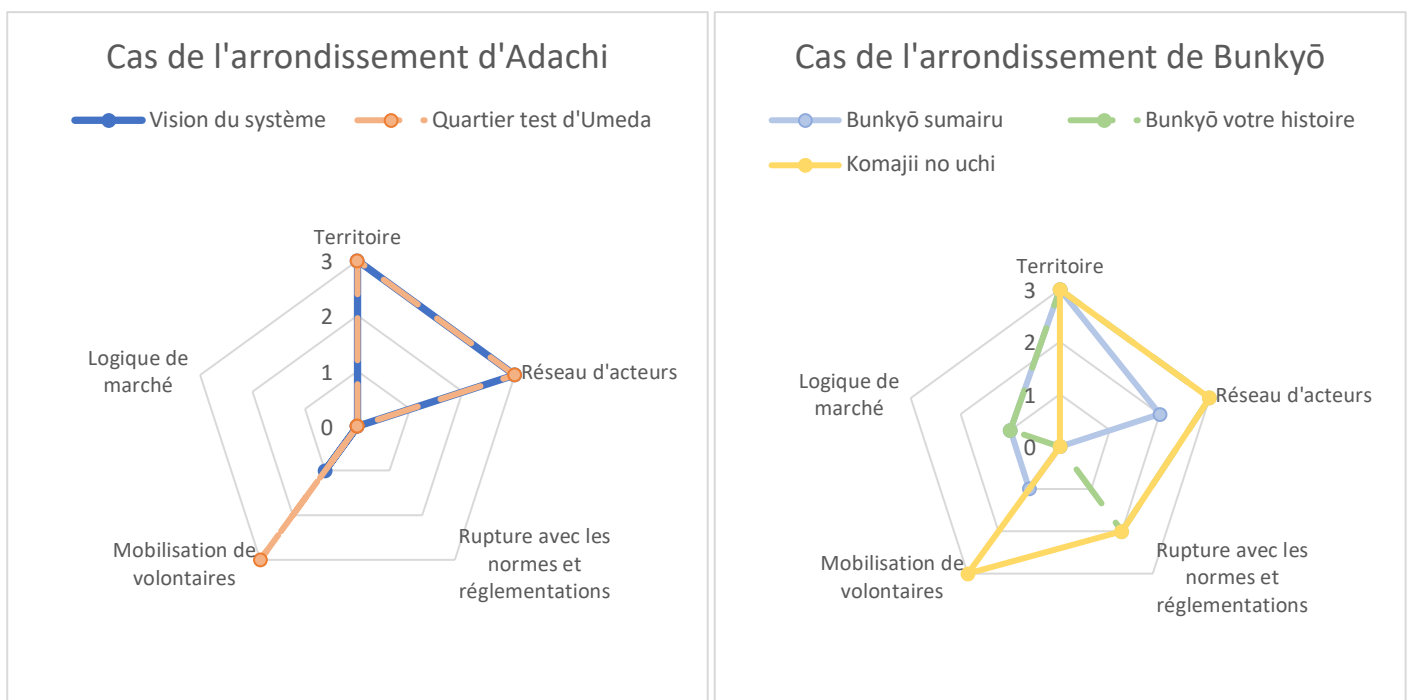 Cas de l'arrondissement d'Adachi
Vision du système
Quartier test d'Umeda
Territoire
3
2
1
0
Réseau d'acteurs
Rupture avec les
normes et
réglementations
Mobilisation de
volontaires
Logique de
marché
Cas de l'arrondissement de Bunkyō
Bunkyō sumairu
Bunkyō votre histoire
Komajii no uchi
Territoire
3
2
1
0
Réseau d'acteurs
Rupture avec les
normes et
réglementations
Mobilisation de
volontaires
Logique de
marché